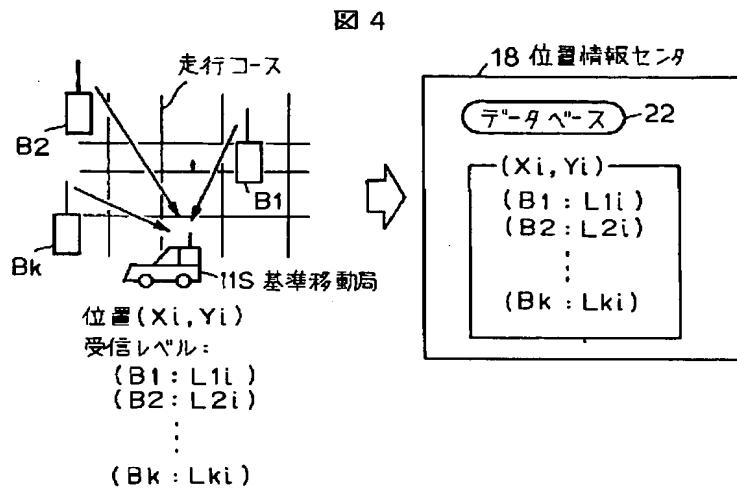 図 4
走行コース
B2
B1
Bk
11S 基準移動局
位置(Xi, Yi)
受信レベル:
(B1 : L1i)
(B2 : L2i)
(Bk : Lki)
18 位置情報センタ
データベース
22
(Xi, Yi)
(B1 : L1i)
(B2 : L2i)
(Bk : Lki)